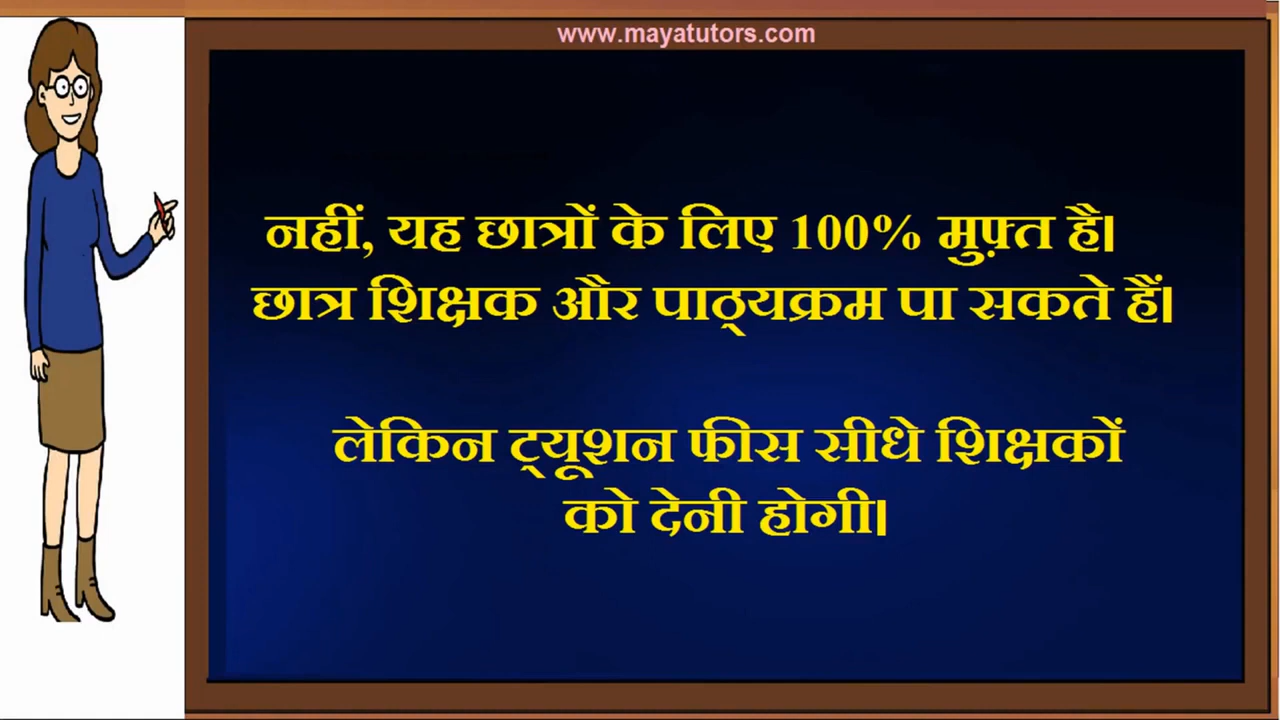 www.mayatutors.com
नहीं, यह छात्रों के लिए 100% मुफ़्त है।
छात्र शिक्षक और पाठ्यक्रम पा सकते हैं।
लेकिन ट्यूशन फीस सीधे शिक्षकों
को देनी होगी।